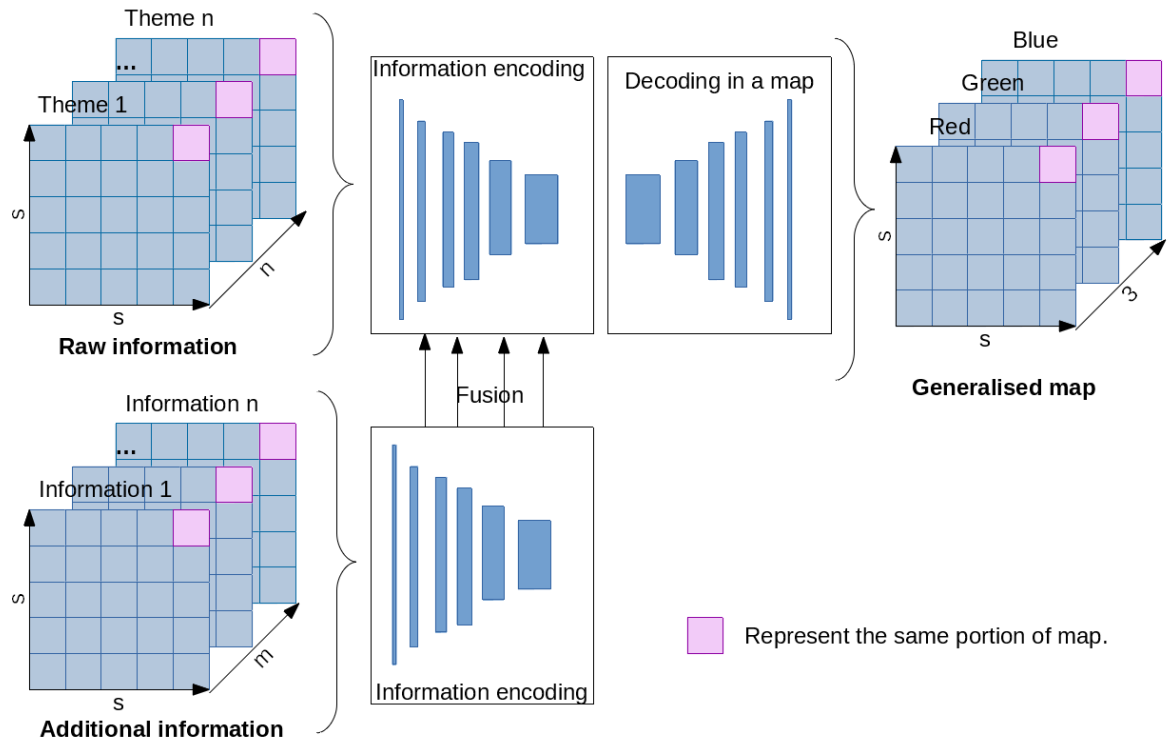 Theme n
...
Theme 1
s
n
s
Raw information
Information encoding
Decoding in a map
Blue
Green
Red
s
3
s
Generalised map
Fusion
Information n
...
Information 1
s
m
s
Additional information
Information encoding
Represent the same portion of map.